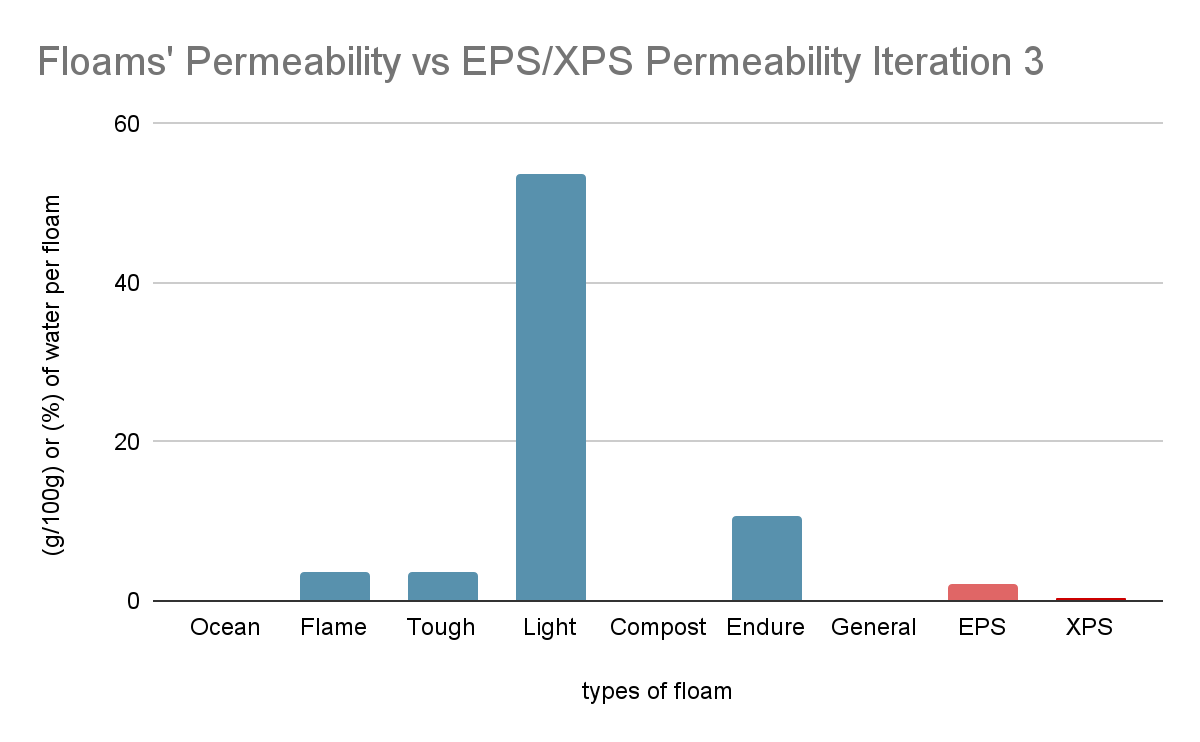 Floams' Permeability vs EPS/XPS Permeability Iteration 3
(g/100g) or (%) of water per floam
60
40
20
0
Ocean Flame Tough Light Compost Endure General EPS XPS
types of floam